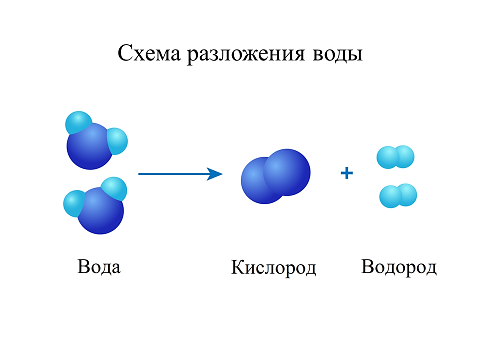 Схема разложения воды
+
Вода
Кислород
Водород